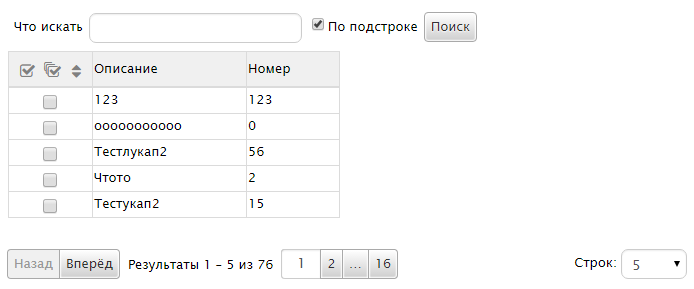 Что искать По подстроке Поиск
Описание Номер
123 123
ооооооооооо 0
Тестлукап2 56
Чтото 2
Тестукап2 15
Назад Вперёд Результаты 1 – 5 из 76 1 2 ... 16 Строк: 5